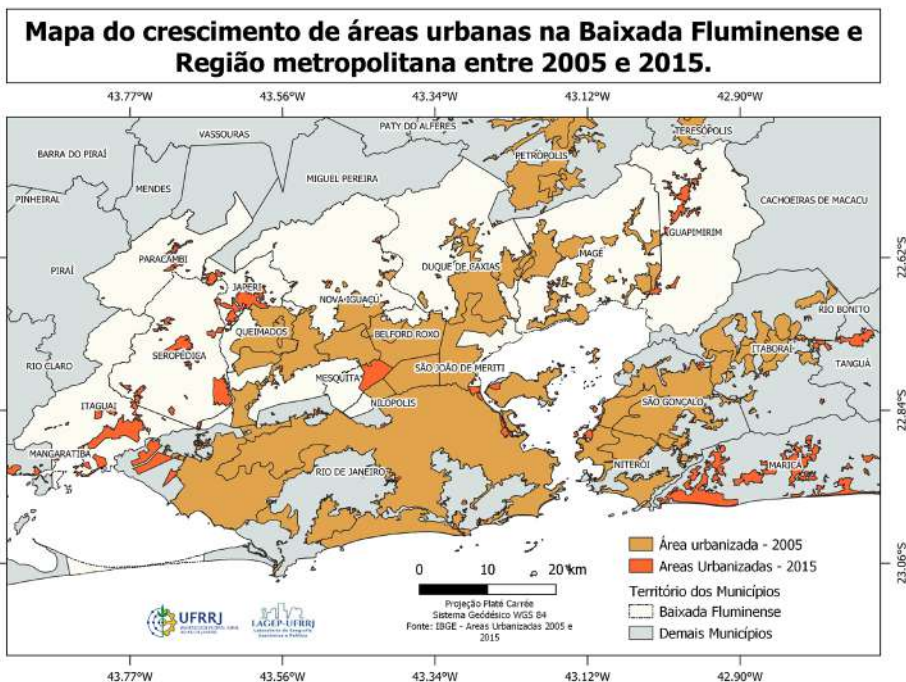 Mapa do crescimento de áreas urbanas na Baixada Fluminense e
Região metropolitana entre 2005 e 2015.
43.77°W 43.56°W 43.34°W 43.12°W 42.90°W
PATY DO ALFERES
TERESÓPOLIS
VASSOURAS
BARRA DO PIRAÍ
PETRÓPOLIS
MIGUEL PEREIRA
MENDES
PINHEIRAL
CACHOEIRAS DE MACACU
GUAPIMIRIM
MAGÉ
PARACAMBI
DUQUE DE CAXIAS
PIRAÍ
22.62°S
JAPERI
NOVA IGUAÇU
RIO BONITO
QUEIMADOS
BELFORD ROXO
ITABORAÍ
SEROPÉDICA
RIO CLARO
SÃO JOÃO DE MERITI
TANGUÁ
MESQUITA
NILOPOLIS
SÃO GONÇALO
ITAGUAI
22.84°S
MANGARATIBA
NITERÓI
MARICÁ
RIO DE JANEIRO
Área urbanizada - 2005
Areas Urbanizadas - 2015
Território dos Municípios
Baixada Fluminense
Demais Municípios
0 10 20 km
23.06°S
Projeção Platé Carrée
Sistema Geodésico WGS 84
Fonte: IBGE - Areas Urbanizadas 2005 e
2015
UFRRJ
LAGEP-UFRRJ
43.77°W 43.56°W 43.34°W 43.12°W 42.90°W